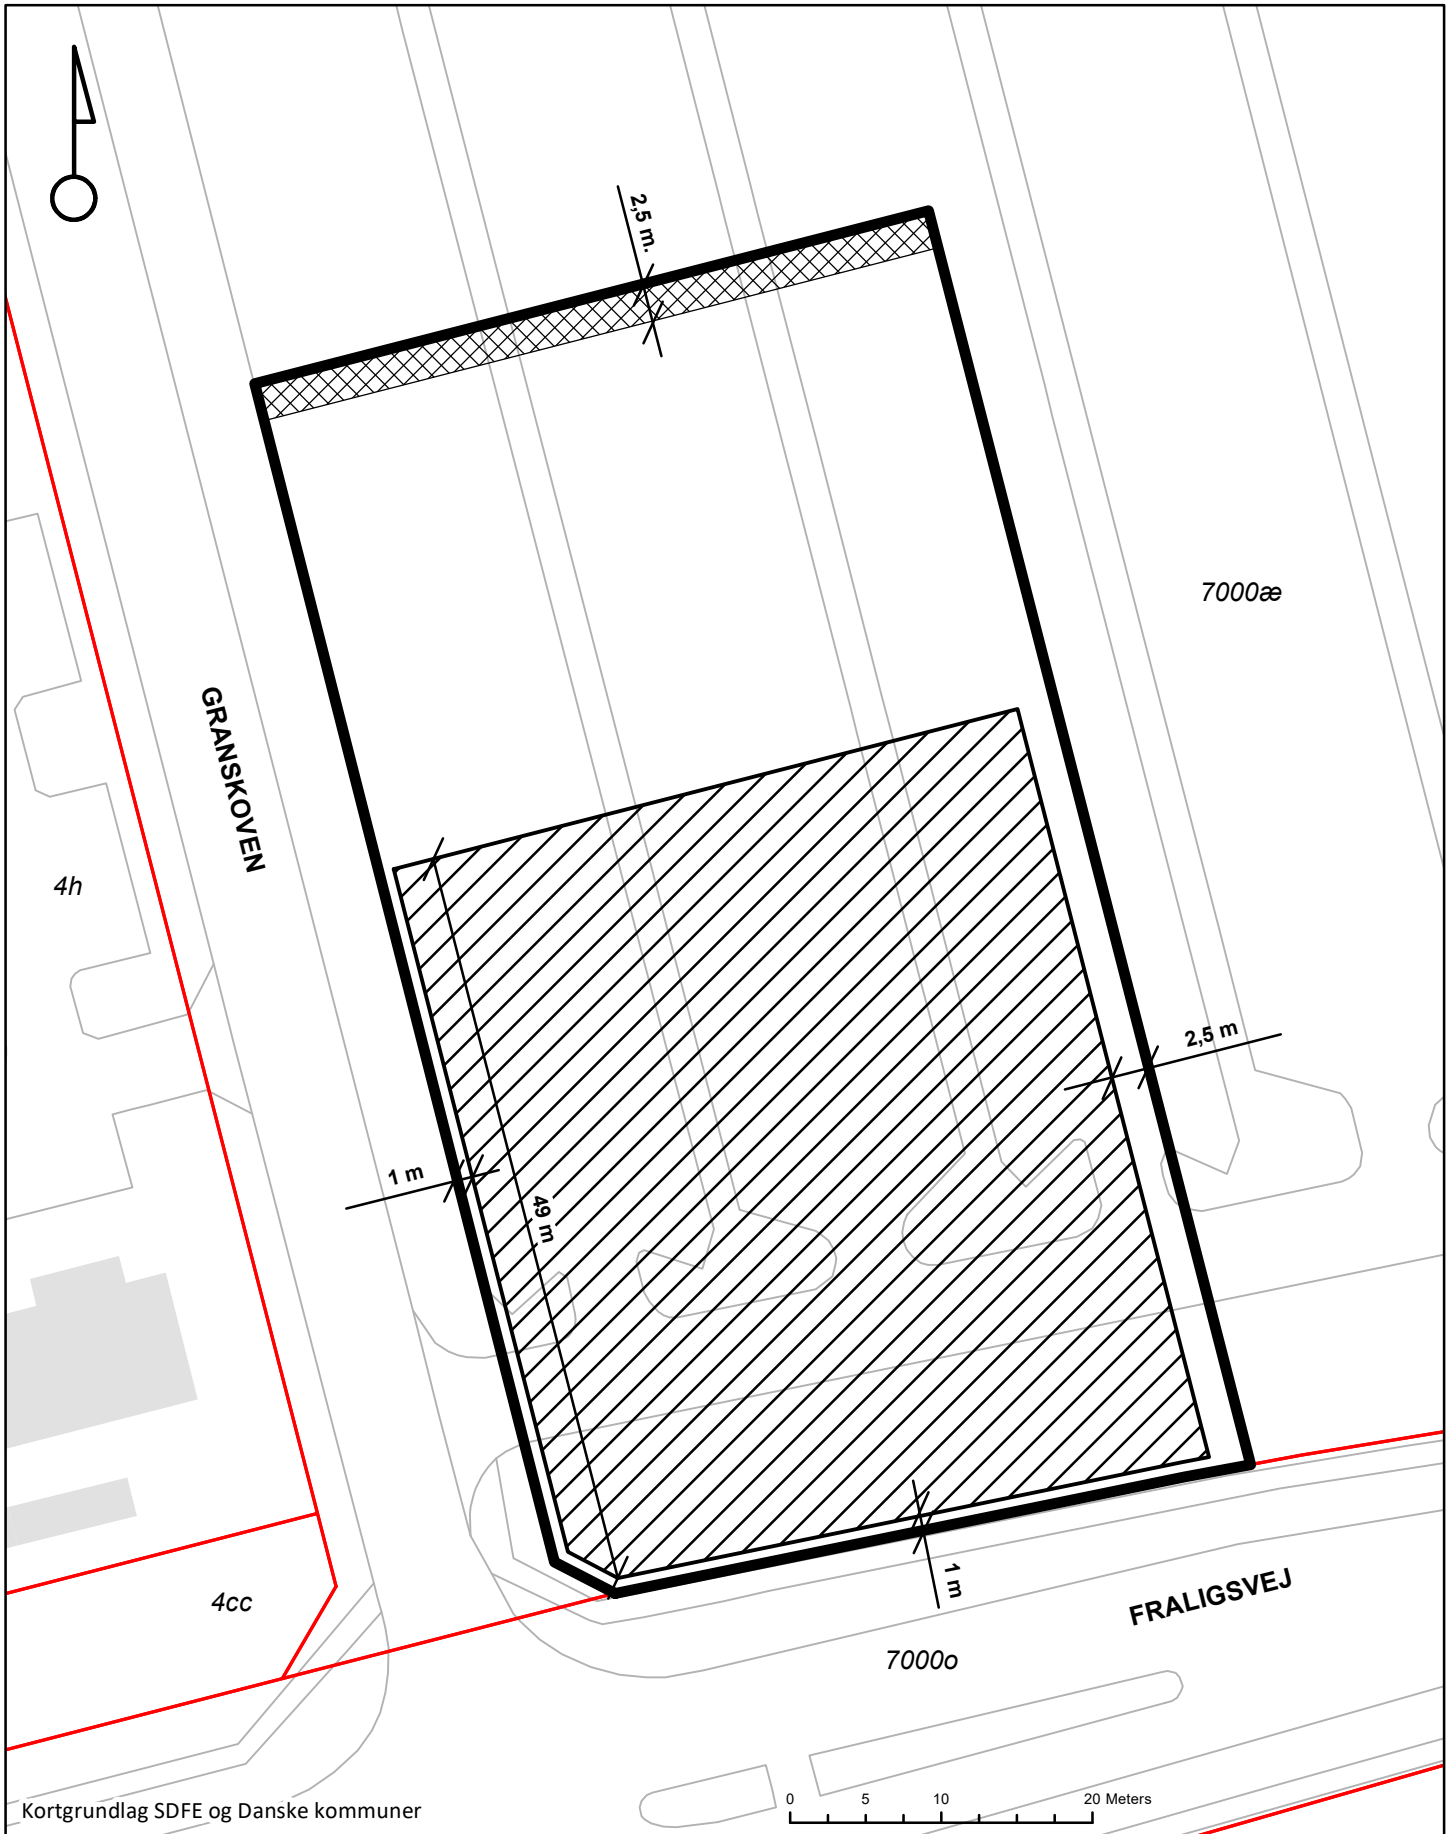 2,5 m.
7000æ
GRANSKOVEN
4h
2,5 m
1 m
49 m
1 m
4cc
FRALIGSVEJ
7000o
0 5 10 20 Meters
Kortgrundlag SDFE og Danske kommuner